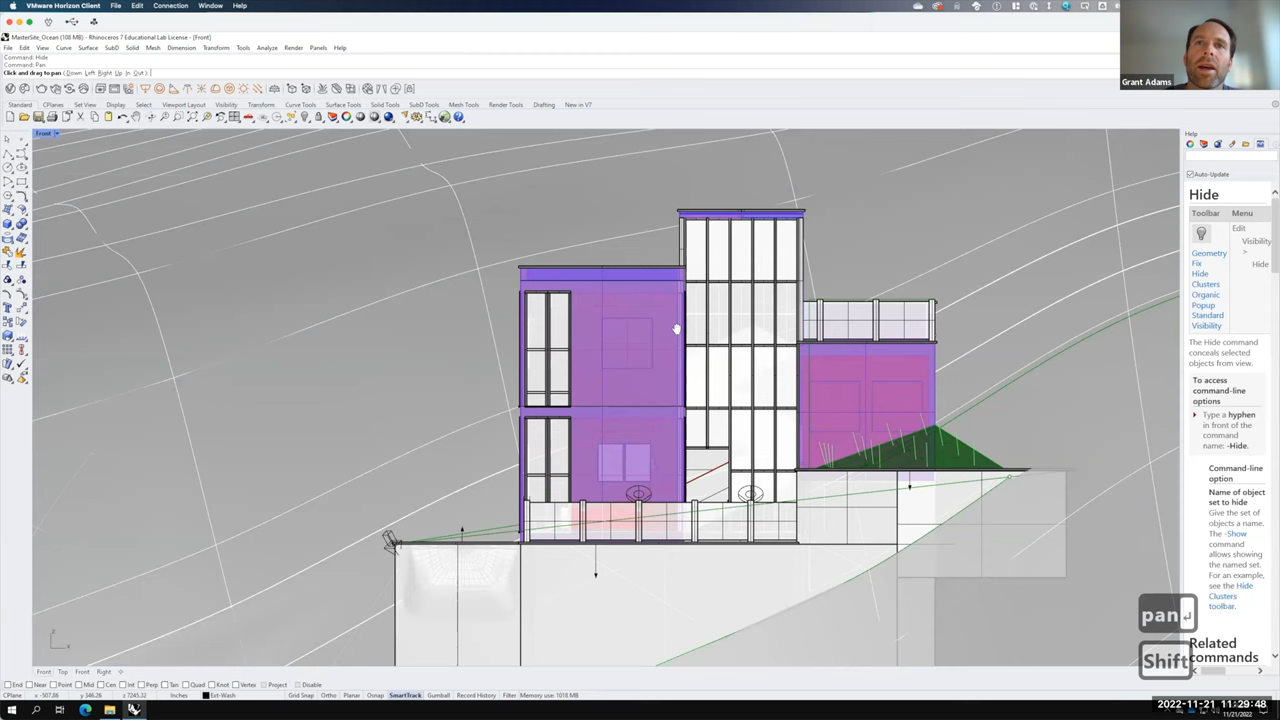 VMware Horizon Client File Edit Connection Window Help
MasterSite_Ocean (108 MB) - Rhinoceros 7 Educational Lab License - [Front]
File Edit View Curve Surface SubD Solid Mesh Dimension Transform Tools Analyze Render Panels Help
Command: Hide
Command: Pan
Click and drag to pan ( Down Left Right Up In Out ):
Grant Adams
Standard CPlanes Set View Display Select Viewport Layout Visibility Transform Curve Tools Surface Tools Solid Tools SubD Tools Mesh Tools Render Tools Drafting New in V7
Front
Help
Auto-Update
Hide
Toolbar Menu
Edit
Visibility
>
Hide
Geometry
Fix
Hide
Clusters
Organic
Popup
Standard
Visibility
The Hide command
conceals selected
objects from view.
To access
command-line
options
Type a hyphen
in front of the
command
name: -Hide.
Command-line
option
Name of object
set to hide
Give the set of
objects a name.
The -Show
command
allows showing
the named set.
For an example,
see the Hide
Clusters
toolbar.
Related
commands
pan
Shift
z
x
Front Top Front Right
End Near Point Mid Cen Int Perp Tan Quad Knot Vertex Project Disable
CPlane x -507.86 y 346.26 z 7245.32 Inches Ext-Wash Grid Snap Ortho Planar Osnap SmartTrack Gumball Record History Filter Memory use: 1018 MB
2022-11-21 11:29:48
11/21/2022